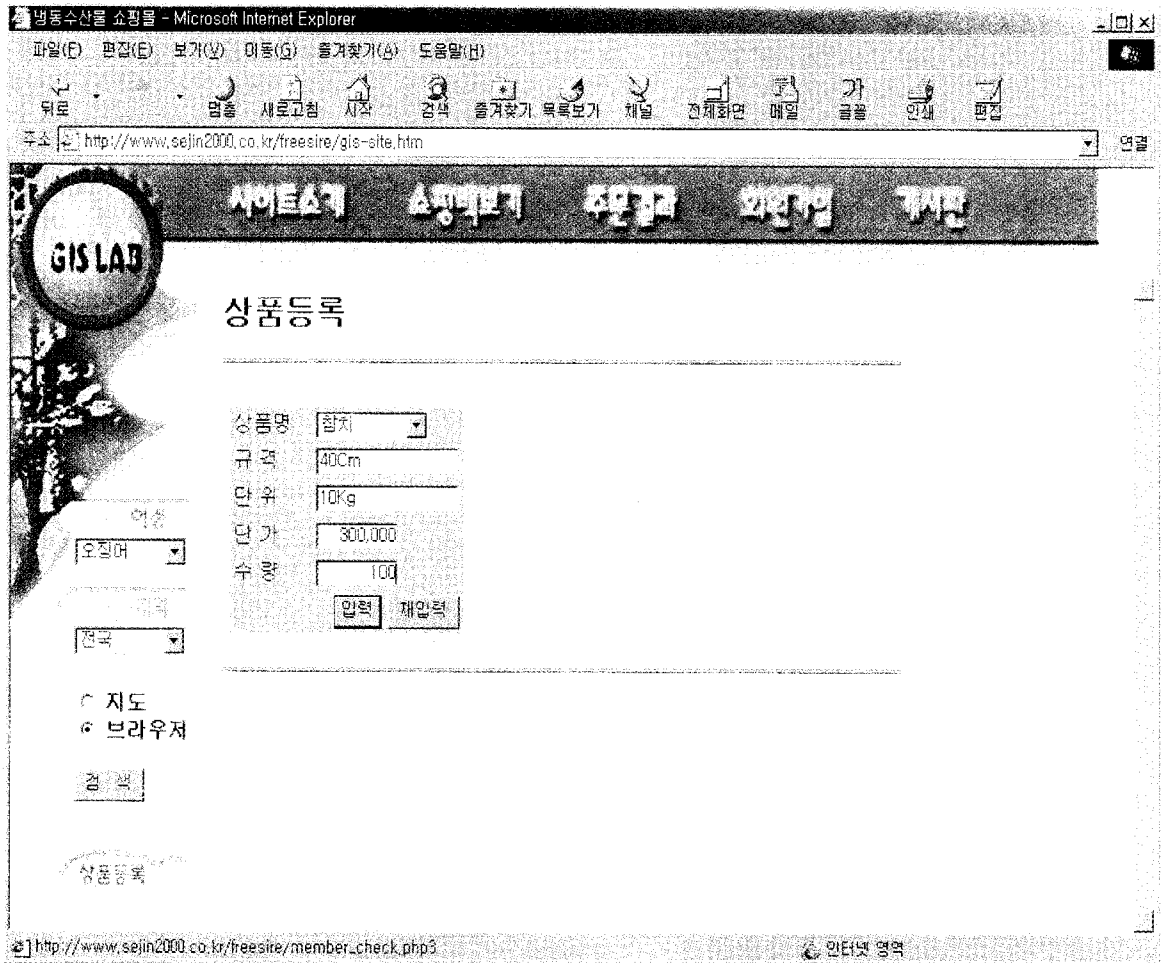 냉동수산물 쇼핑몰 - Microsoft Internet Explorer
파일(F) 편집(E) 보기(V) 이동(G) 즐겨찾기(A) 도움말(H)
뒤로 멈춤 새로고침 시작 검색 즐겨찾기 목록보기 채널 전체화면 메일 글꼴 인쇄 편집
주소 http://www.sejin2000.co.kr/freesire/gis-site.htm 연결
사이트소개 쇼핑백보기 주문결과 회원가입 게시판
GIS LAB
상품등록
상품명 참치
규 격 40Cm
단 위 10Kg
단 가 300,000
수 량 100
입력 재입력
어종
오징어
지역
전국
지도
브라우저
검 색
상품등록
http://www.sejin2000.co.kr/freesire/member_check.php3 인터넷 영역